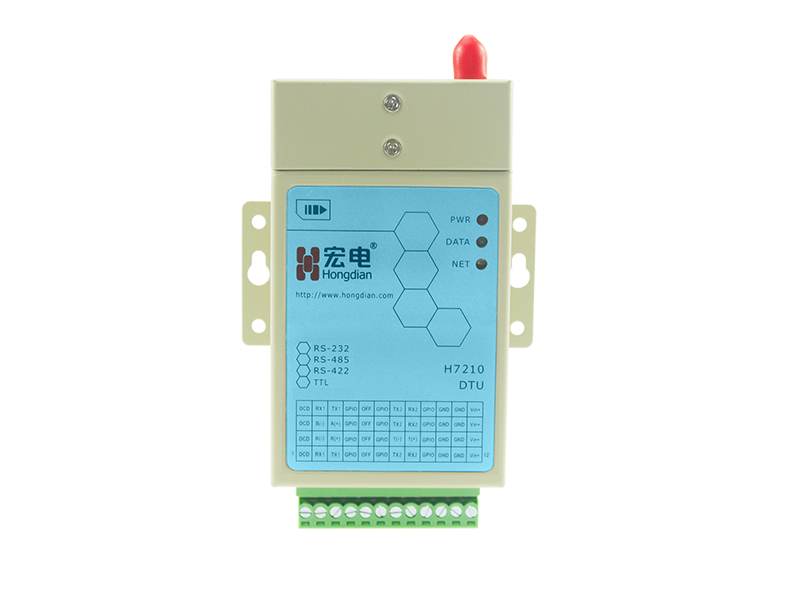 PWR
DATA
NET
宏电®
Hongdian
http://www.hongdian.com
RS-232
RS-485
RS-422
TTL
H7210
DTU
DCD RX1 TX1 GPIO OFF GPIO TX2 RX2 GPIO GND GND Vin+
DCD B(-) A(+) GPIO OFF GPIO TX2 RX2 GPIO GND GND Vin+
DCD R(-) R(+) GPIO OFF GPIO T(-) T(+) GPIO GND GND Vin+
1 DCD RX1 TX1 GPIO OFF GPIO TX2 RX2 GPIO GND GND Vin+ 12